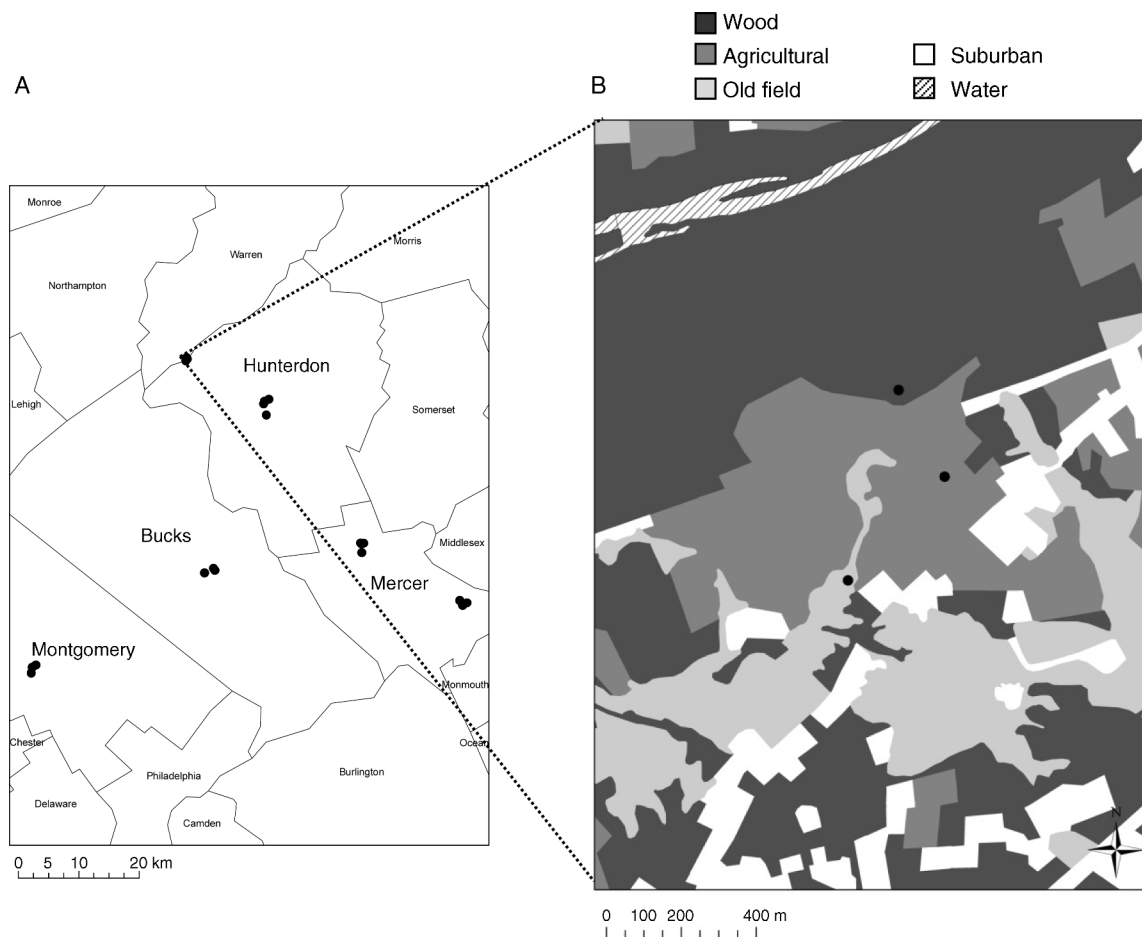 Wood
Agricultural
Suburban
Old field
Water
A
B
Monroe
Morris
Warren
Northampton
Hunterdon
Lehigh
Somerset
Bucks
Middlesex
Mercer
Montgomery
Monmouth
Chester
Ocean
Philadelphia
Burlington
Delaware
Camden
0 5 10 20 km
N
0 100 200 400 m